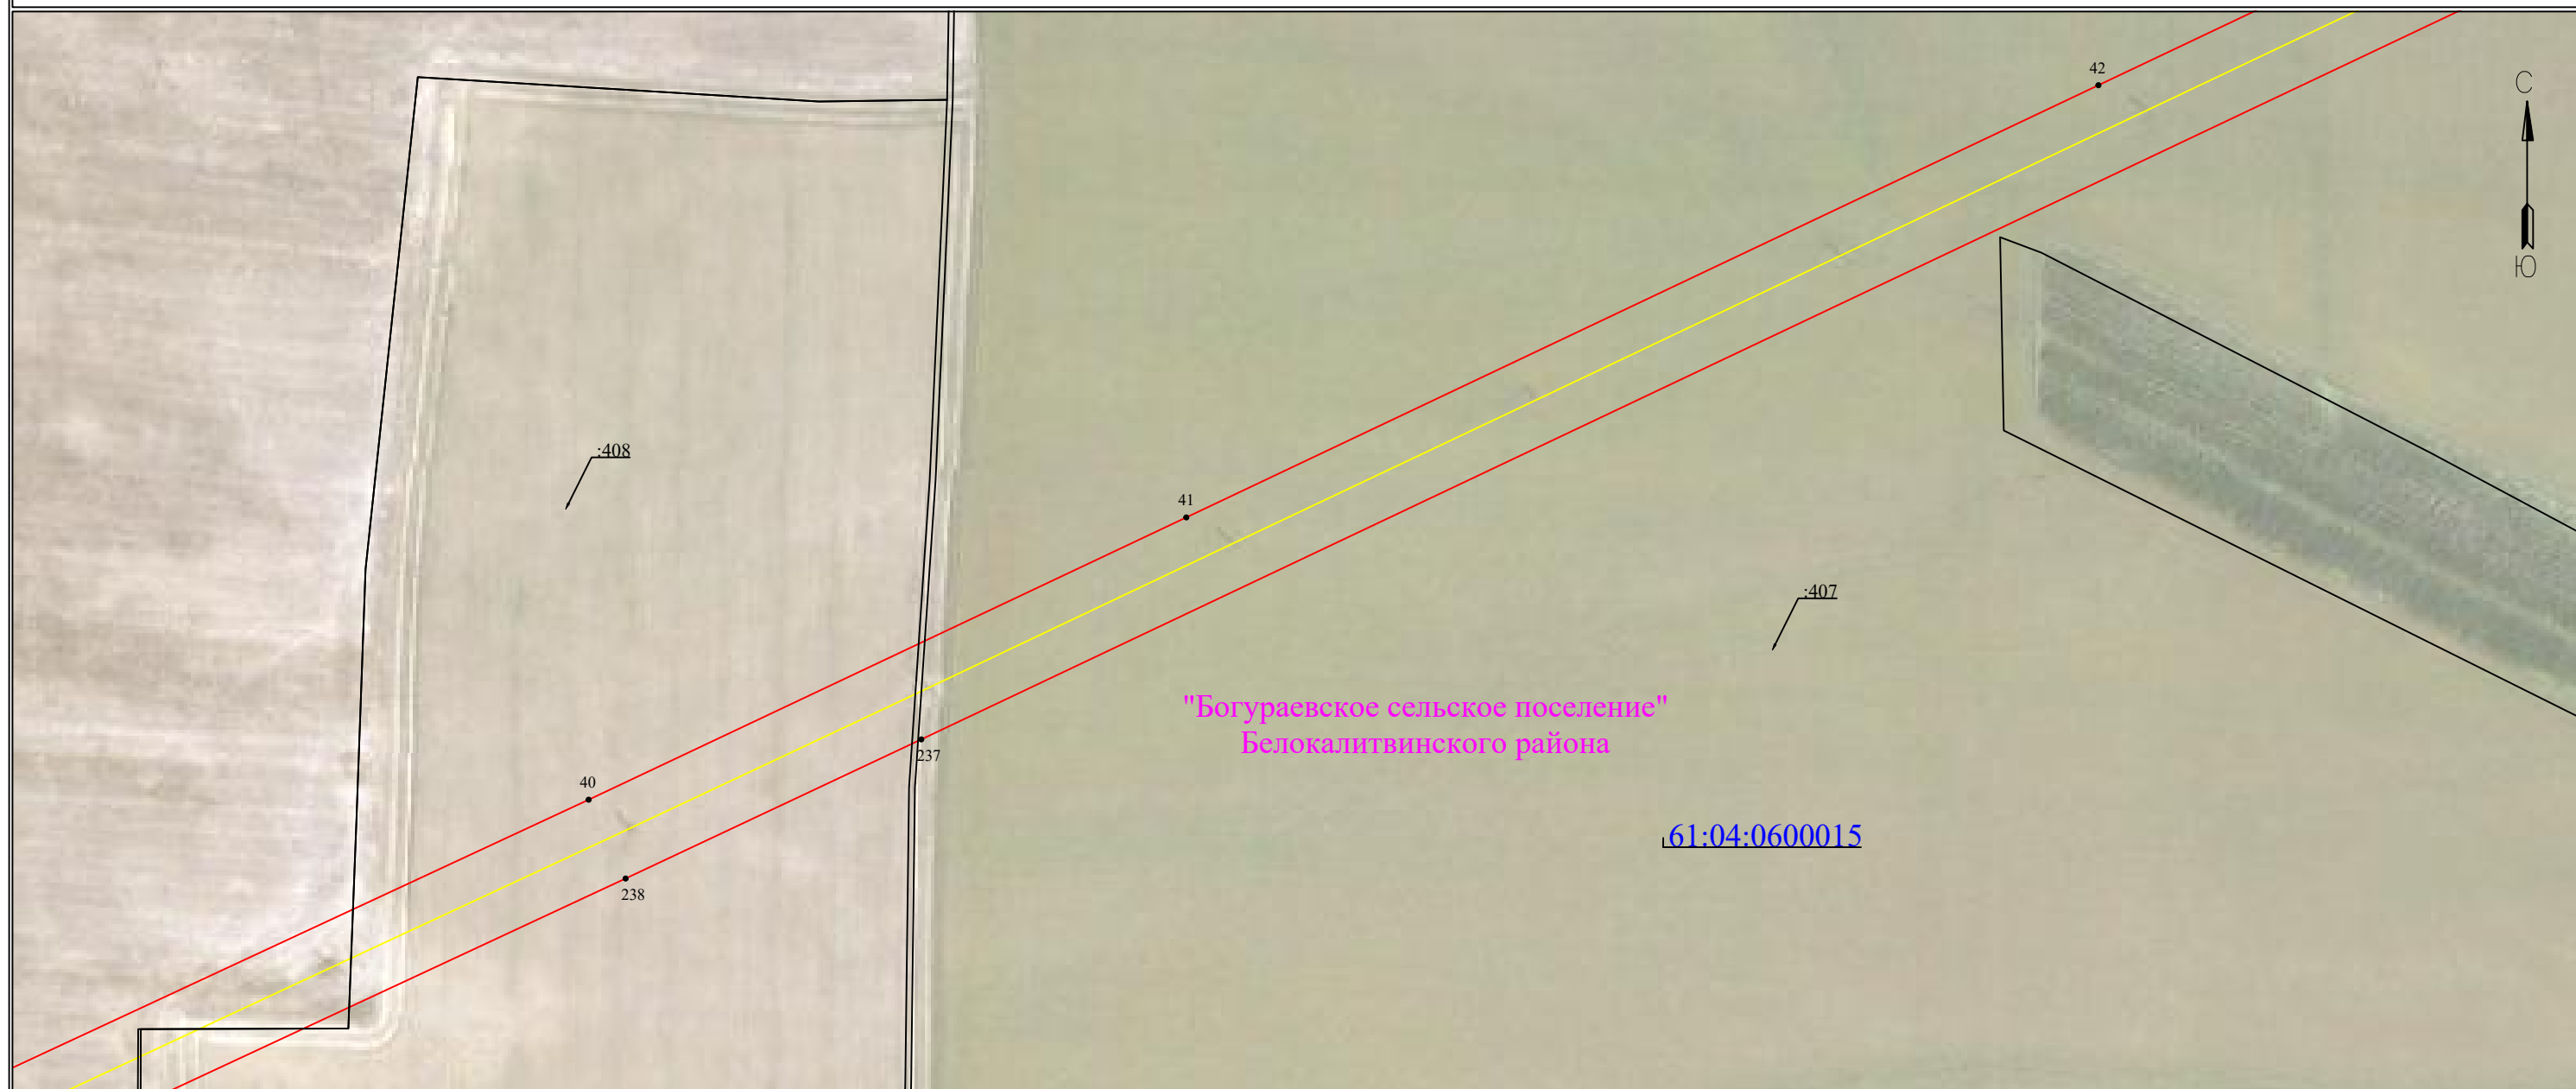 42
С
Ю
:408
41
:407
"Богураевское сельское поселение"
Белокалитвинского района
237
40
61:04:0600015
238